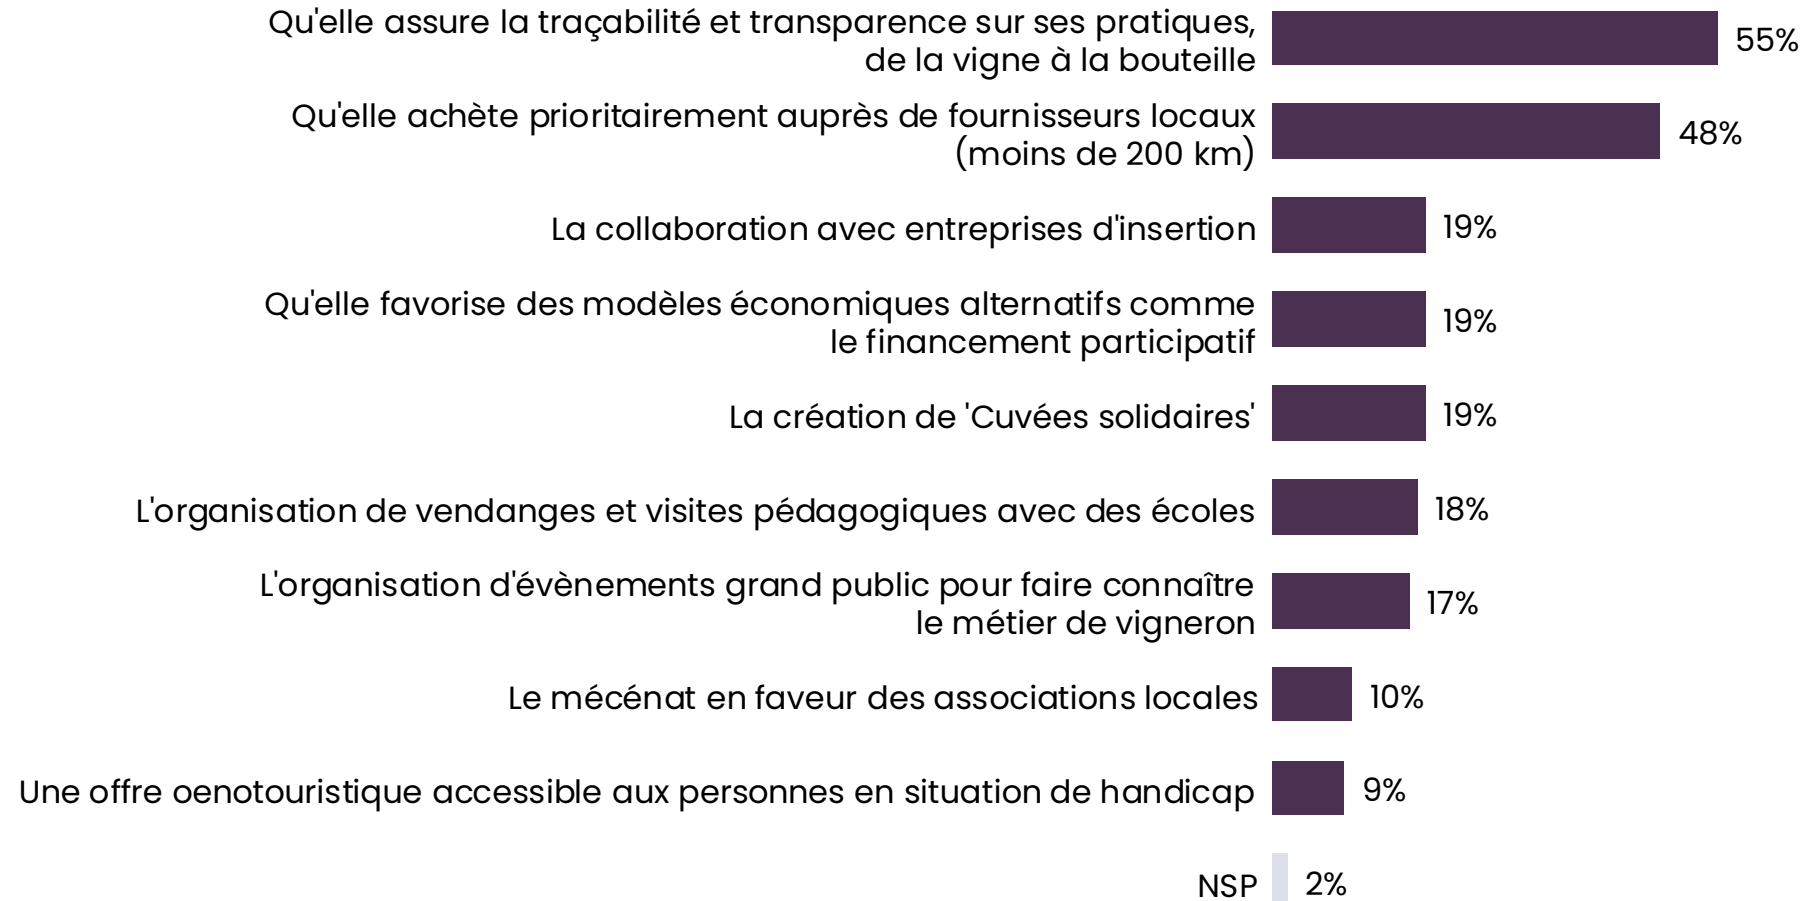 Qu'elle assure la traçabilité et transparence sur ses pratiques,
de la vigne à la bouteille
55%
Qu'elle achète prioritairement auprès de fournisseurs locaux
(moins de 200 km)
48%
La collaboration avec entreprises d'insertion
19%
Qu'elle favorise des modèles économiques alternatifs comme
le financement participatif
19%
La création de 'Cuvées solidaires'
19%
L'organisation de vendanges et visites pédagogiques avec des écoles
18%
L'organisation d'évènements grand public pour faire connaître
le métier de vigneron
17%
Le mécénat en faveur des associations locales
10%
Une offre oenotouristique accessible aux personnes en situation de handicap
9%
NSP
2%